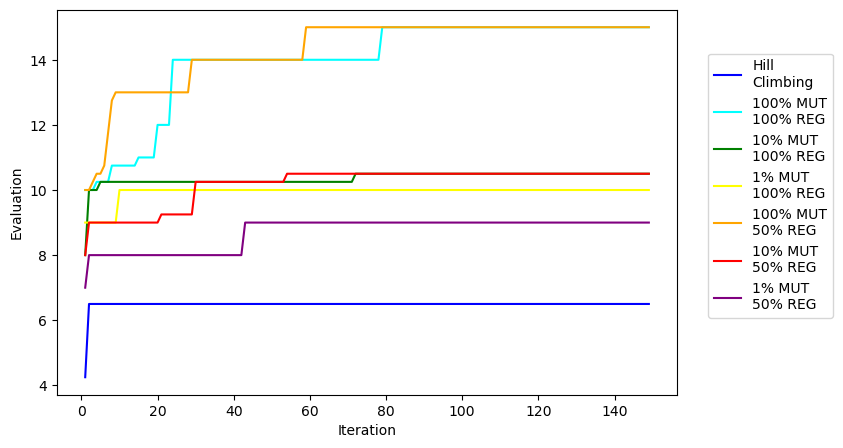 14
12
10
8
6
4
Evaluation
0
20
40
60
80
100
120
140
Iteration
Hill
Climbing
100% MUT
100% REG
10% MUT
100% REG
1% MUT
100% REG
100% MUT
50% REG
10% MUT
50% REG
1% MUT
50% REG